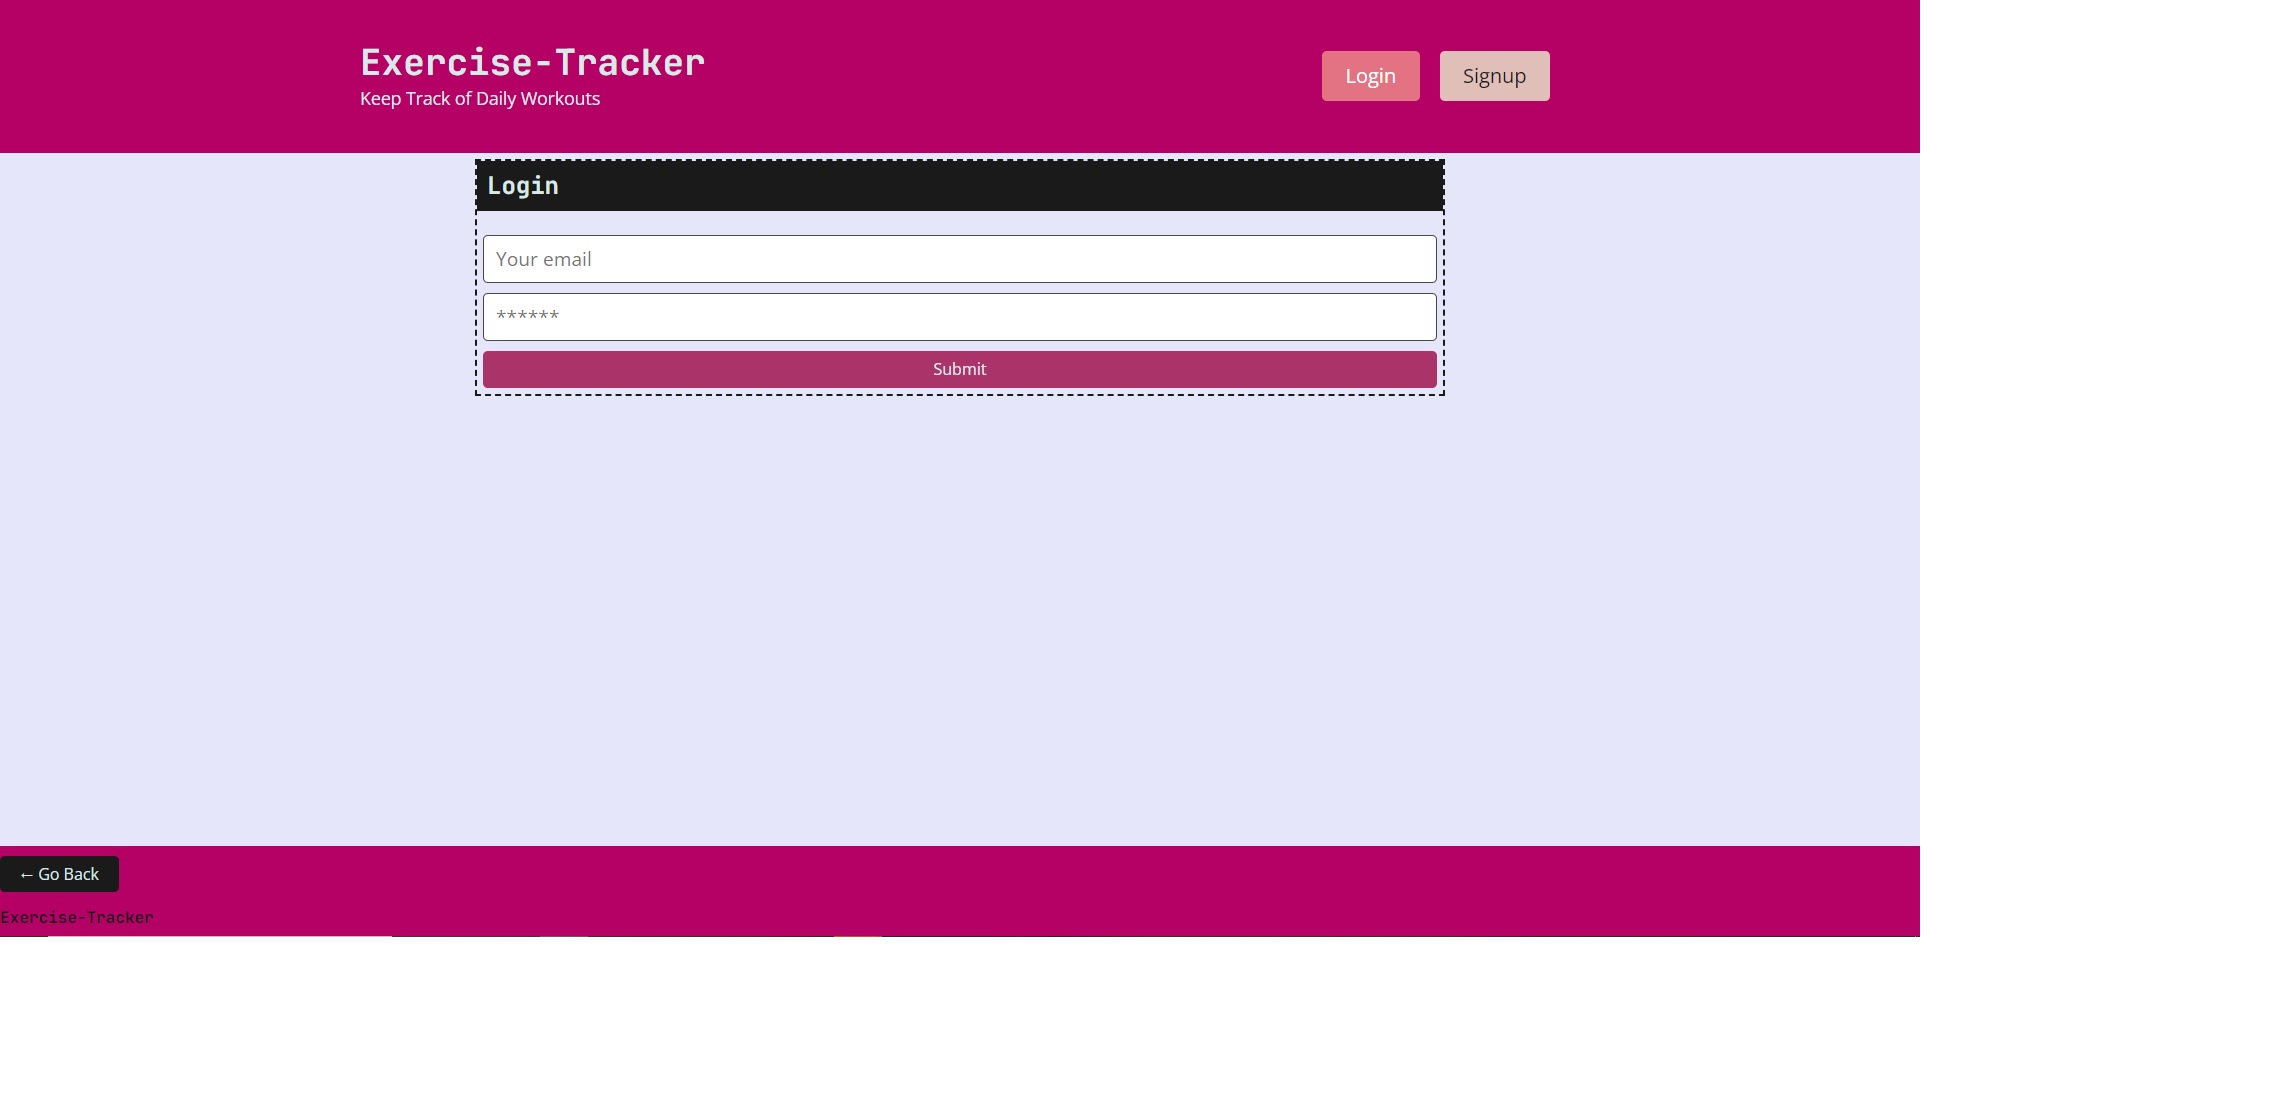 Exercise-Tracker
Keep Track of Daily Workouts
Login
Signup
Login
Your email
******
Submit
← Go Back
Exercise-Tracker